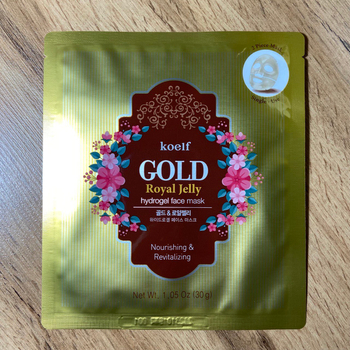 koelf
GOLD
Royal Jelly
hydrogel face mask
골드 & 로얄젤리
하이드로겔 페이스 마스크
Nourishing &
Revitalizing
Net Wt. 1.05 Oz (30g)